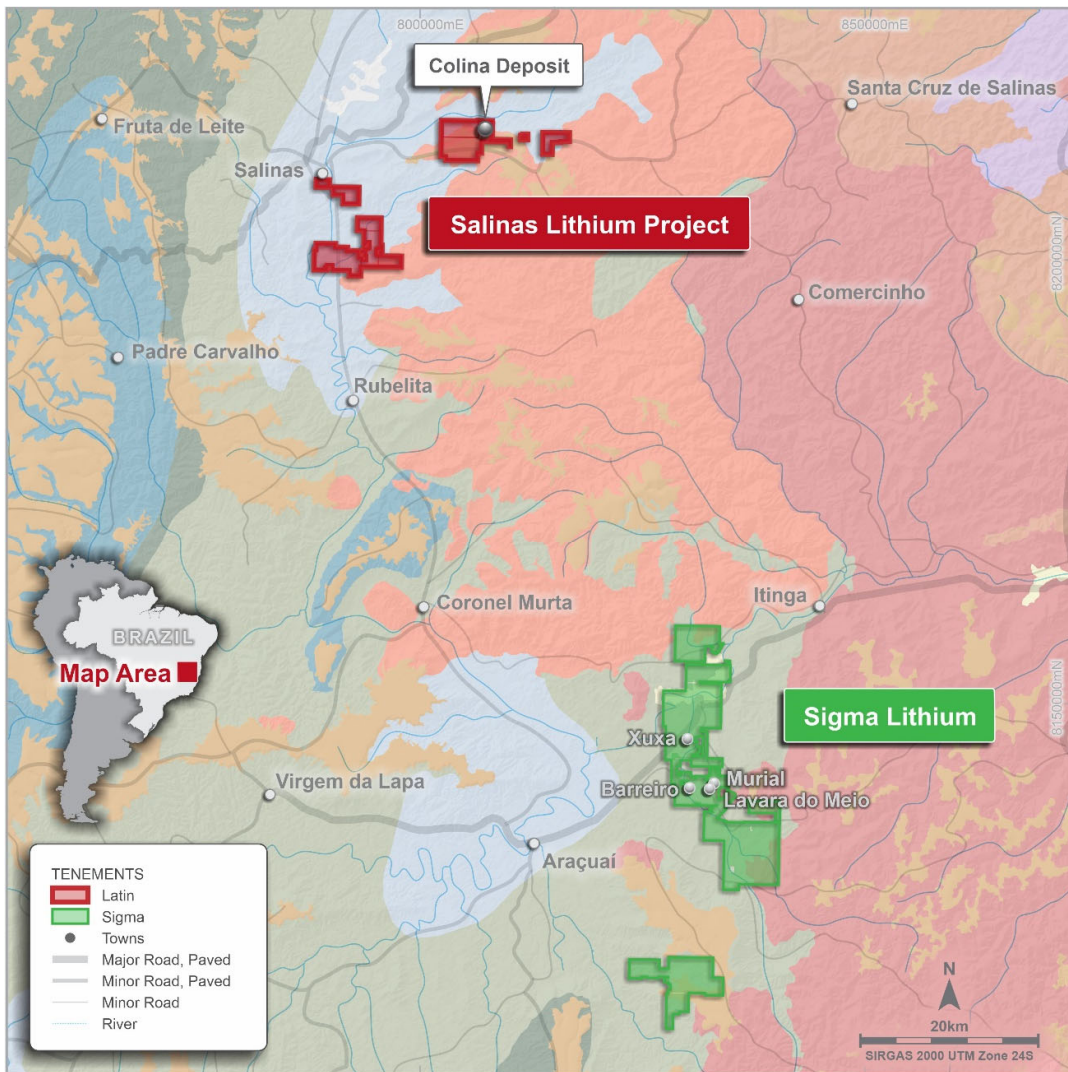 800000mE
850000mE
Colina Deposit
Santa Cruz de Salinas
Fruta de Leite
Salinas
Salinas Lithium Project
8200000mN
Comercinho
Padre Carvalho
Rubelita
Itinga
Coronel Murta
BRAZIL
Map Area
Sigma Lithium
8150000mN
Xuxa
Virgem da Lapa
Murial
Barreiro
Lavara do Meio
Araçuaí
TENEMENTS
Latin
Sigma
Towns
Major Road, Paved
Minor Road, Paved
Minor Road
River
N
20km
SIRGAS 2000 UTM Zone 24S